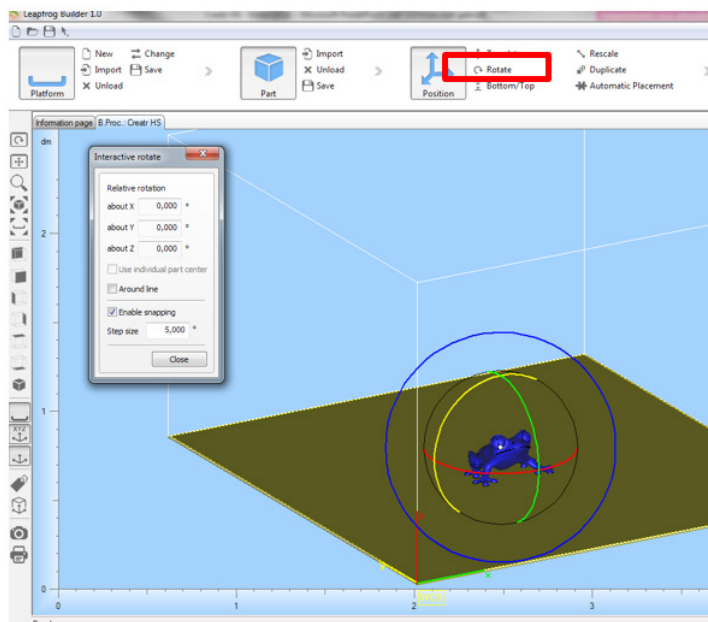 Leapfrog Builder 1.0
New Change Import Rescale
Import Save Unload Rotate Duplicate
Platform Unload Part Save Position Bottom/Top Automatic Placement
Information page B.Proc.: Creatr HS
dm
Interactive rotate
Relative rotation
about X 0,000 °
about Y 0,000 °
about Z 0,000 °
Use individual part center
Around line
Enable snapping
Step size 5,000 °
Close
XYZ
2
1
0
X
0 1 2 3